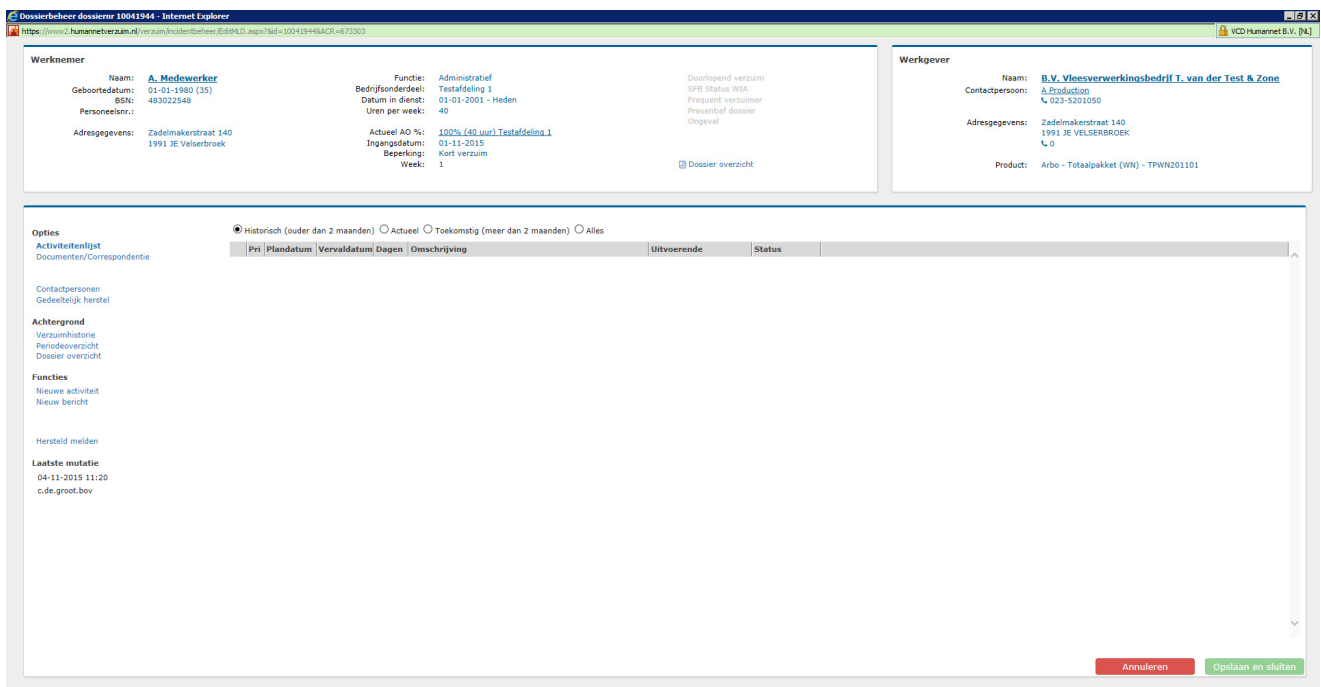 Dossierbeheer dossiernr 10041944 - Internet Explorer
https://www2.humannetverzuim.nl/verzuim/incidentbeheer/EditMLD.aspx?&id=10041944&ACR=673303
VCD Humannet B.V. [NL]
Werknemer
Naam: A. Medewerker
Geboortedatum: 01-01-1980 (35)
BSN: 483022548
Personeelsnr.:
Adresgegevens: Zadelmakerstraat 140
1991 JE Velserbroek
Functie: Administratief
Bedrijfsonderdeel: Testafdeling 1
Datum in dienst: 01-01-2001 - Heden
Uren per week: 40
Actueel AO %: 100% (40 uur) Testafdeling 1
Ingangsdatum: 01-11-2015
Beperking: Kort verzuim
Week: 1
Doorlopend verzuim
SFB Status WIA
Frequent verzuimer
Preventief dossier
Ongeval
Dossier overzicht
Werkgever
Naam: B.V. Vleesverwerkingsbedrijf T. van der Test & Zone
Contactpersoon: A Production
023-5201050
Adresgegevens: Zadelmakerstraat 140
1991 JE VELSERBROEK
0
Product: Arbo - Totaalpakket (WN) - TPWN201101
Opties
Activiteitenlijst
Documenten/Correspondentie
Contactpersonen
Gedeeltelijk herstel
Achtergrond
Verzuimhistorie
Periodeoverzicht
Dossier overzicht
Functies
Nieuwe activiteit
Nieuw bericht
Hersteld melden
Laatste mutatie
04-11-2015 11:20
c.de.groot.bov
Historisch (ouder dan 2 maanden) Actueel Toekomstig (meer dan 2 maanden) Alles
Pri Plandatum Vervaldatum Dagen Omschrijving Uitvoerende Status
Annuleren Opslaan en sluiten